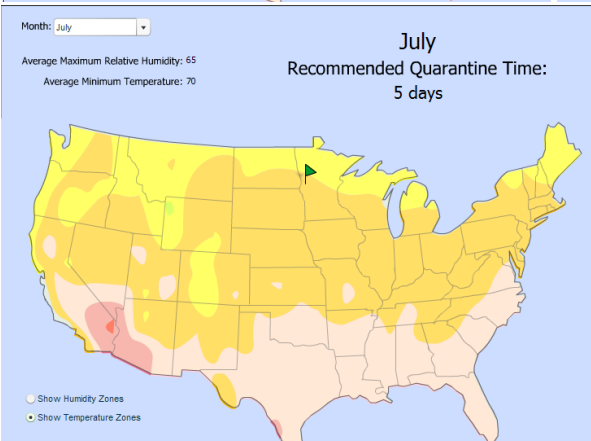 Month: July
Average Maximum Relative Humidity: 65
Average Minimum Temperature: 70
July
Recommended Quarantine Time:
5 days
Show Humidity Zones
Show Temperature Zones